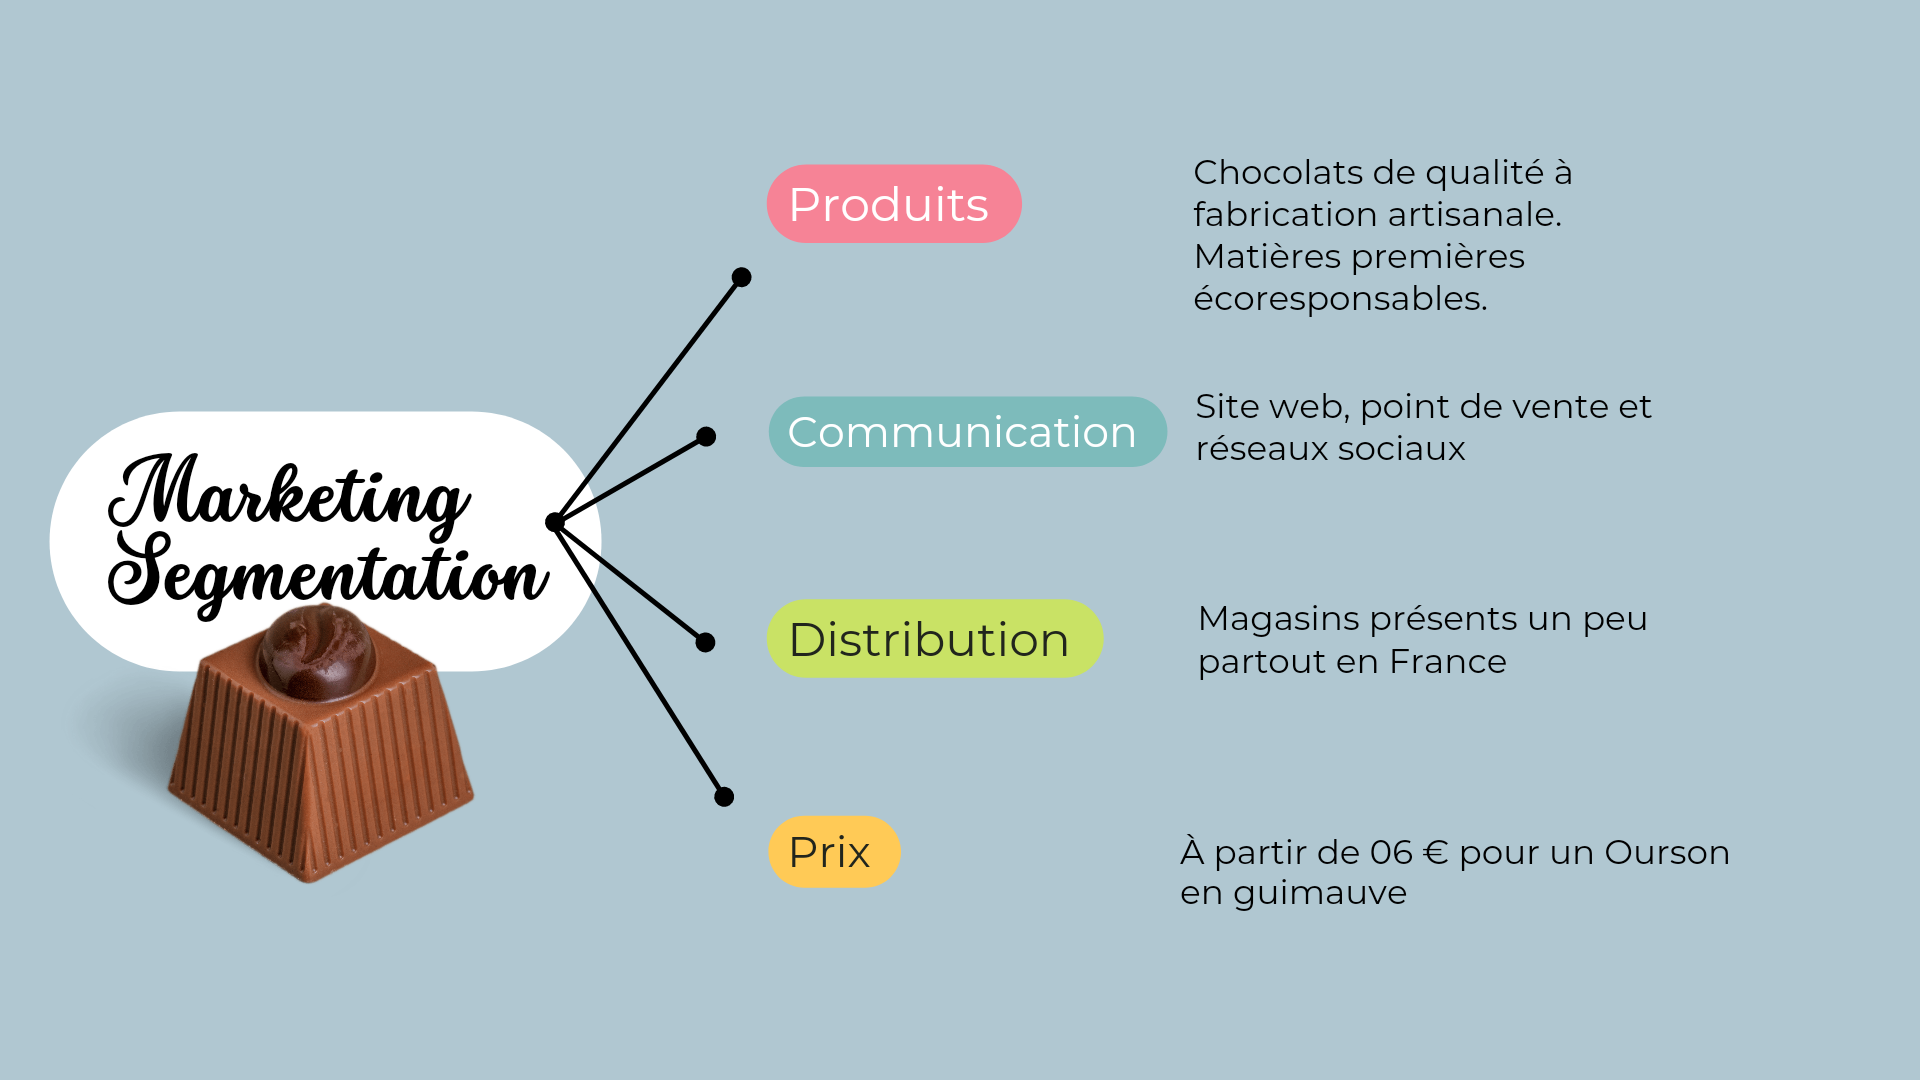 Marketing
Segmentation
Produits
Chocolats de qualité à
fabrication artisanale.
Matières premières
écoresponsables.
Communication
Site web, point de vente et
réseaux sociaux
Distribution
Magasins présents un peu
partout en France
Prix
À partir de 06 € pour un Ourson
en guimauve